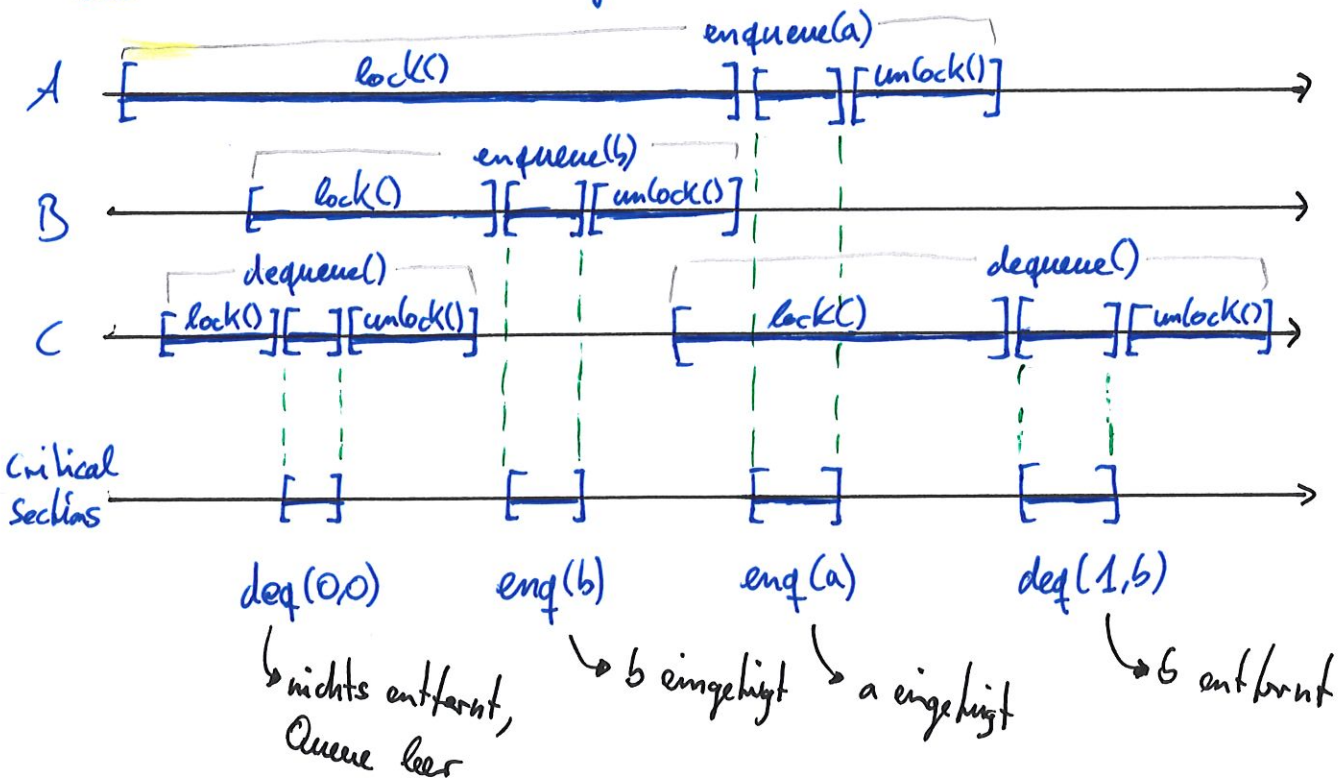 enqueue(a)
A lock() unlock()
enqueue(b)
B lock() unlock()
dequeue() dequeue()
C lock() unlock() lock() unlock()
Critical
Sections
deq(0,0) enq(b) enq(a) deq(1,b)
nichts entfernt, b eingefügt a eingefügt b entfernt
Queue leer